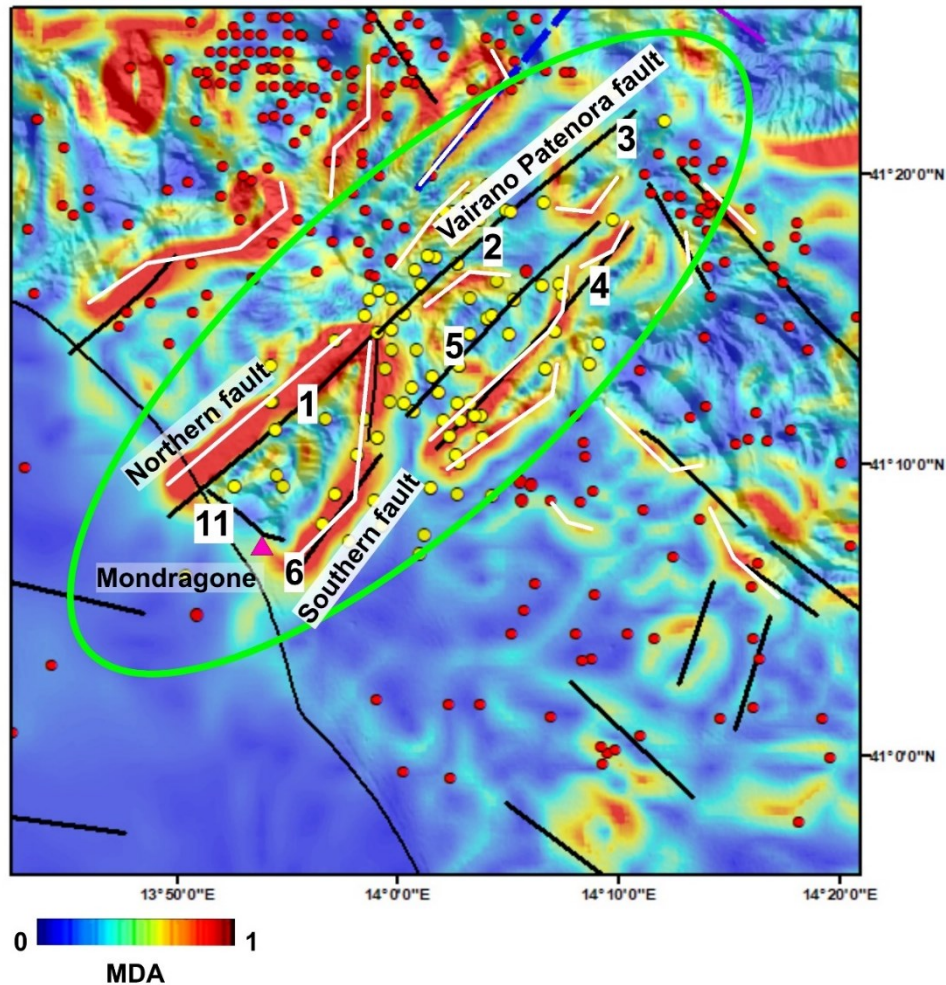 Vairano Patenora fault
3
41°20'0"N
2
4
5
Northern fault
1
41°10'0"N
11
Southern fault
Mondragone
6
41°0'0"N
13°50'0"E
14°0'0"E
14°10'0"E
14°20'0"E
0
1
MDA